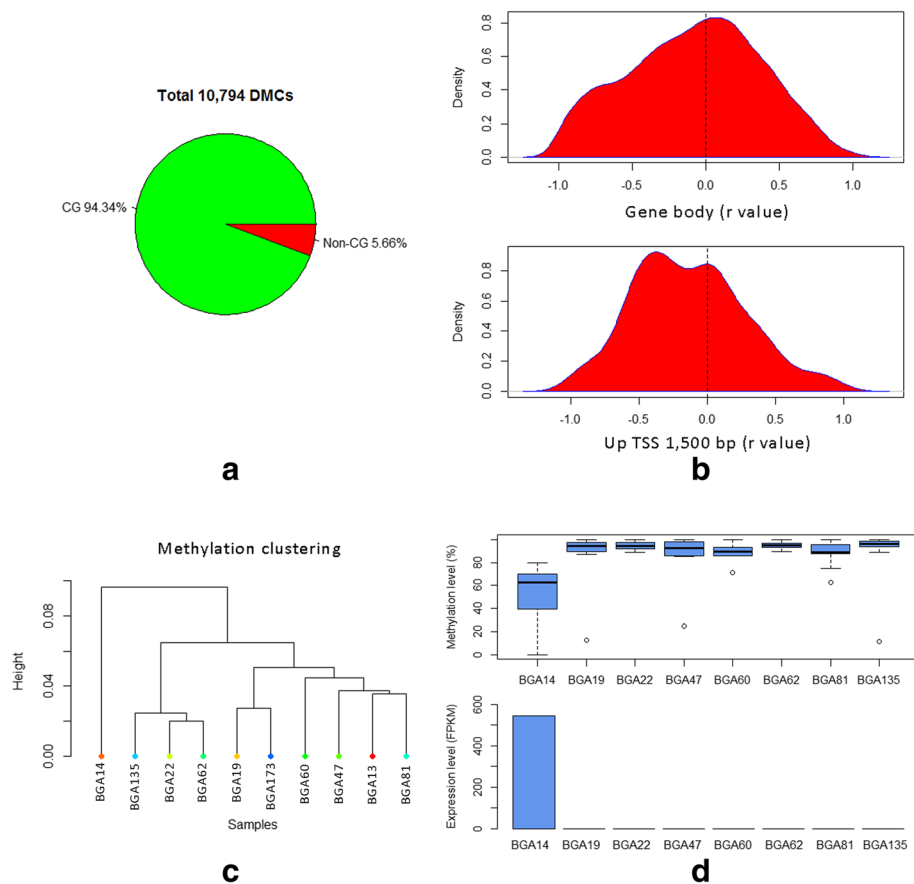 Total 10,794 DMCs
CG 94.34%
Non-CG 5.66%
a
Density
0.0 0.2 0.4 0.6 0.8
-1.0 -0.5 0.0 0.5 1.0
Gene body (r value)
Density
0.0 0.2 0.4 0.6 0.8
-1.0 -0.5 0.0 0.5 1.0
Up TSS 1,500 bp (r value)
b
Methylation clustering
Height
0.00 0.04 0.08
BGA14 BGA135 BGA22 BGA62 BGA19 BGA173 BGA60 BGA47 BGA13 BGA81
Samples
c
Methylation level (%)
0 20 40 60 80
BGA14 BGA19 BGA22 BGA47 BGA60 BGA62 BGA81 BGA135
Expression level (FPKM)
0 200 400 600
BGA14 BGA19 BGA22 BGA47 BGA60 BGA62 BGA81 BGA135
d